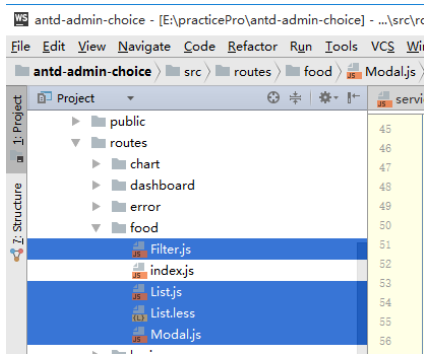 WS antd-admin-choice - [E:\practicePro\antd-admin-choice] - ...\src\ro
File Edit View Navigate Code Refactor Run Tools VCS Wi
antd-admin-choice src routes food Modal.js
1: Project
Project
servi
public
routes
chart
dashboard
error
food
Filter.js
index.js
List.js
List.less
Modal.js
7: Structure
45
46
47
48
49
50
51
52
53
54
55
56